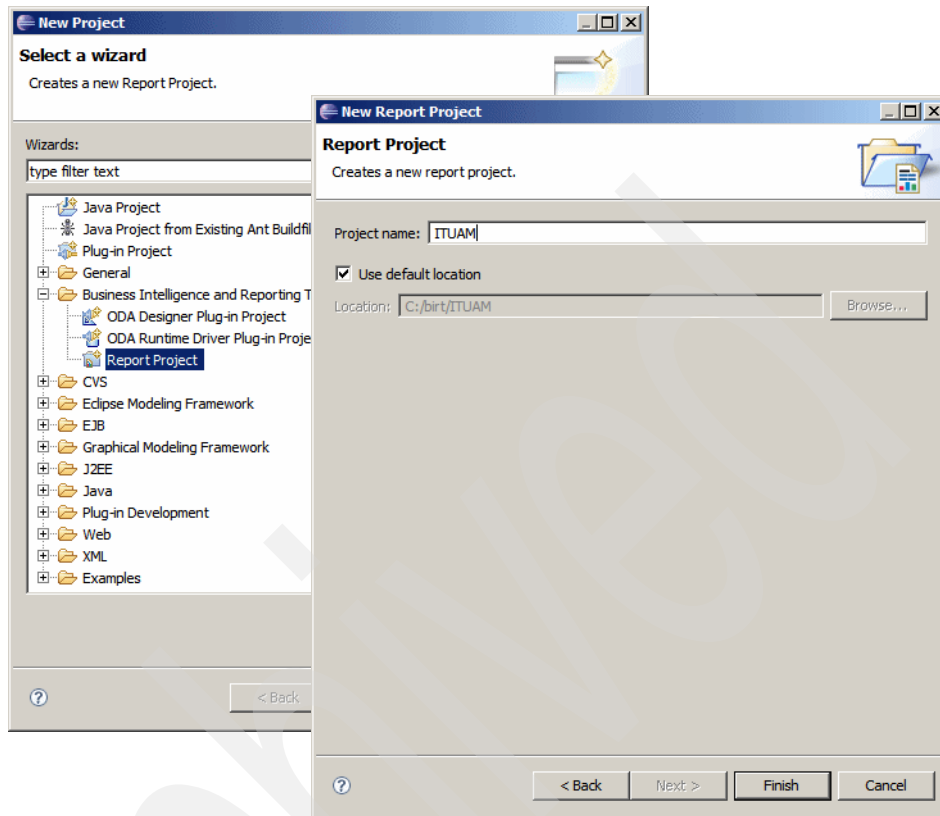 New Project
Select a wizard
Creates a new Report Project.
Wizards:
type filter text
Java Project
Java Project from Existing Ant Buildfil
Plug-in Project
General
Business Intelligence and Reporting T
ODA Designer Plug-in Project
ODA Runtime Driver Plug-in Proje
Report Project
CVS
Eclipse Modeling Framework
EJB
Graphical Modeling Framework
J2EE
Java
Plug-in Development
Web
XML
Examples
?
< Back
New Report Project
Report Project
Creates a new report project.
Project name: ITUAM
Use default location
Location: C:/birt/ITUAM Browse...
? < Back Next > Finish Cancel